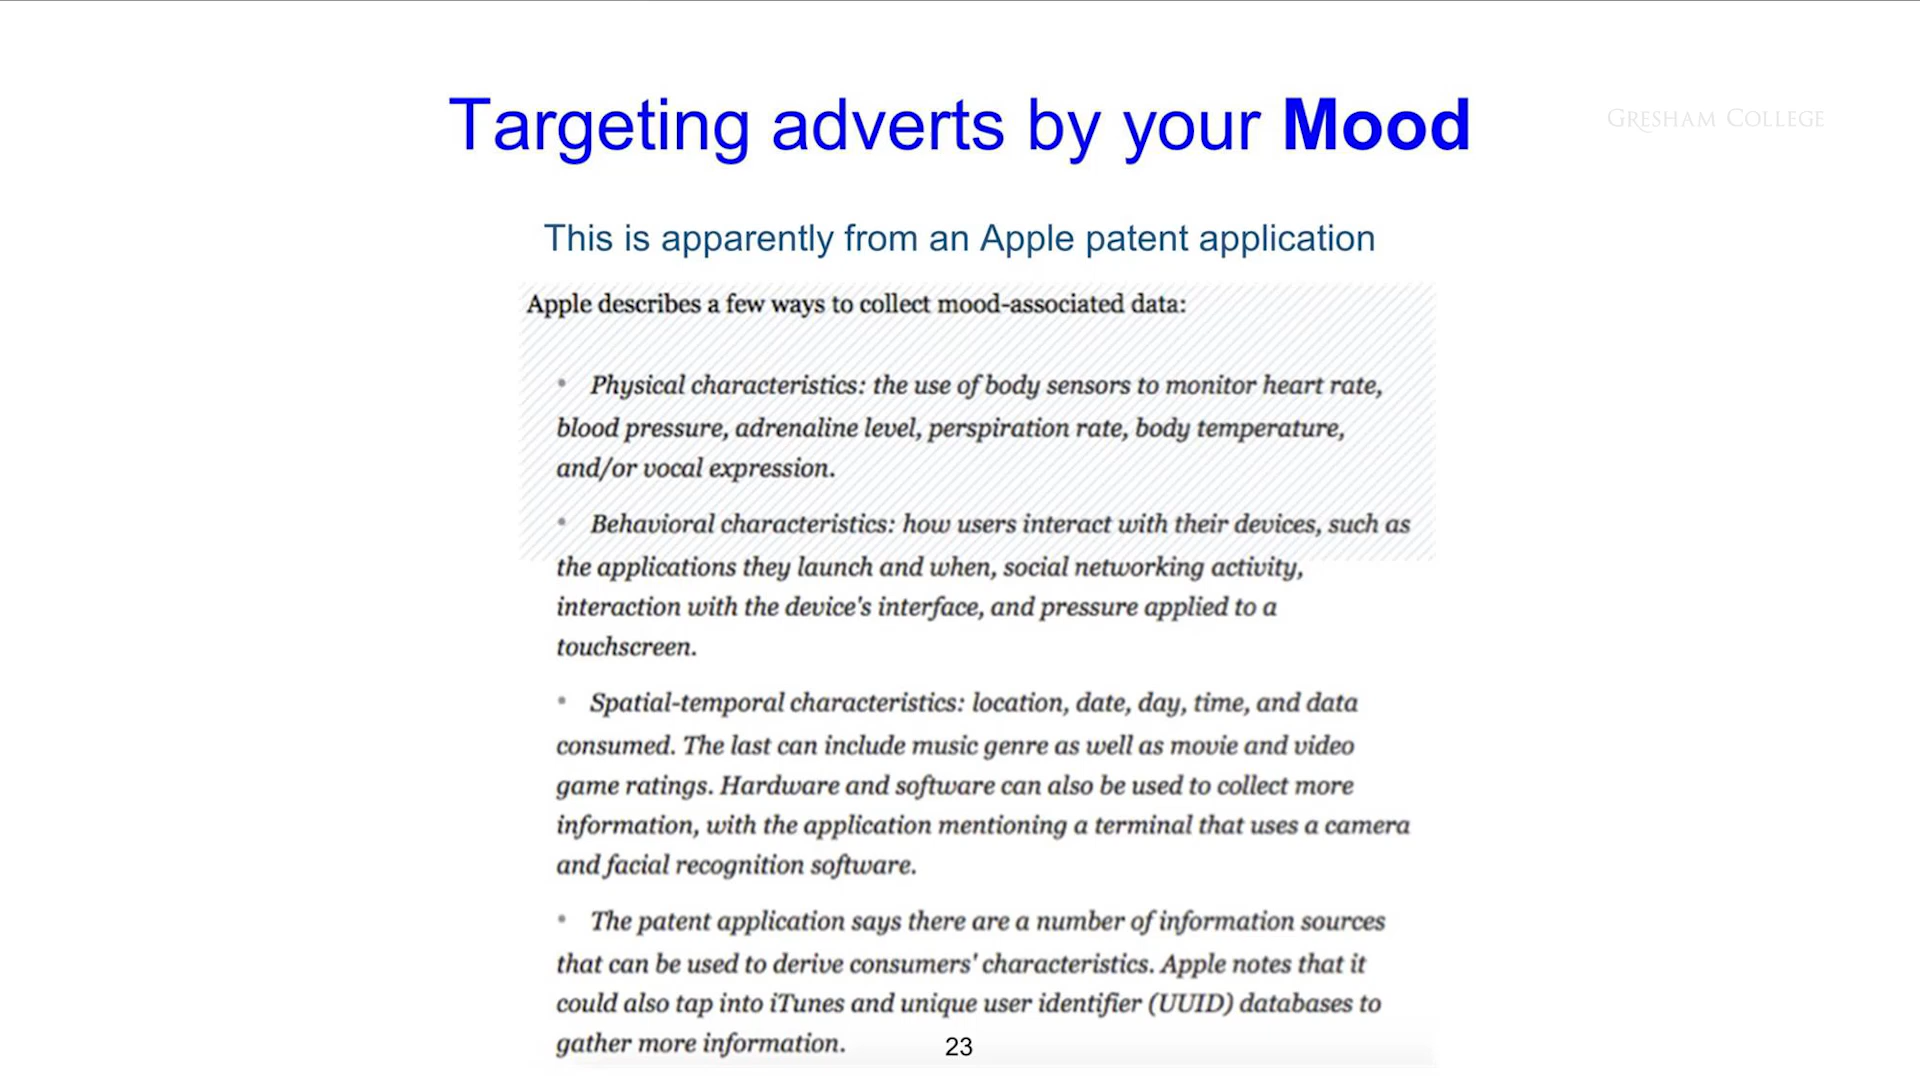 Targeting adverts by your Mood
GRESHAM COLLEGE
This is apparently from an Apple patent application
Apple describes a few ways to collect mood-associated data:
• Physical characteristics: the use of body sensors to monitor heart rate,
blood pressure, adrenaline level, perspiration rate, body temperature,
and/or vocal expression.
• Behavioral characteristics: how users interact with their devices, such as
the applications they launch and when, social networking activity,
interaction with the device's interface, and pressure applied to a
touchscreen.
• Spatial-temporal characteristics: location, date, day, time, and data
consumed. The last can include music genre as well as movie and video
game ratings. Hardware and software can also be used to collect more
information, with the application mentioning a terminal that uses a camera
and facial recognition software.
• The patent application says there are a number of information sources
that can be used to derive consumers' characteristics. Apple notes that it
could also tap into iTunes and unique user identifier (UUID) databases to
gather more information.
23